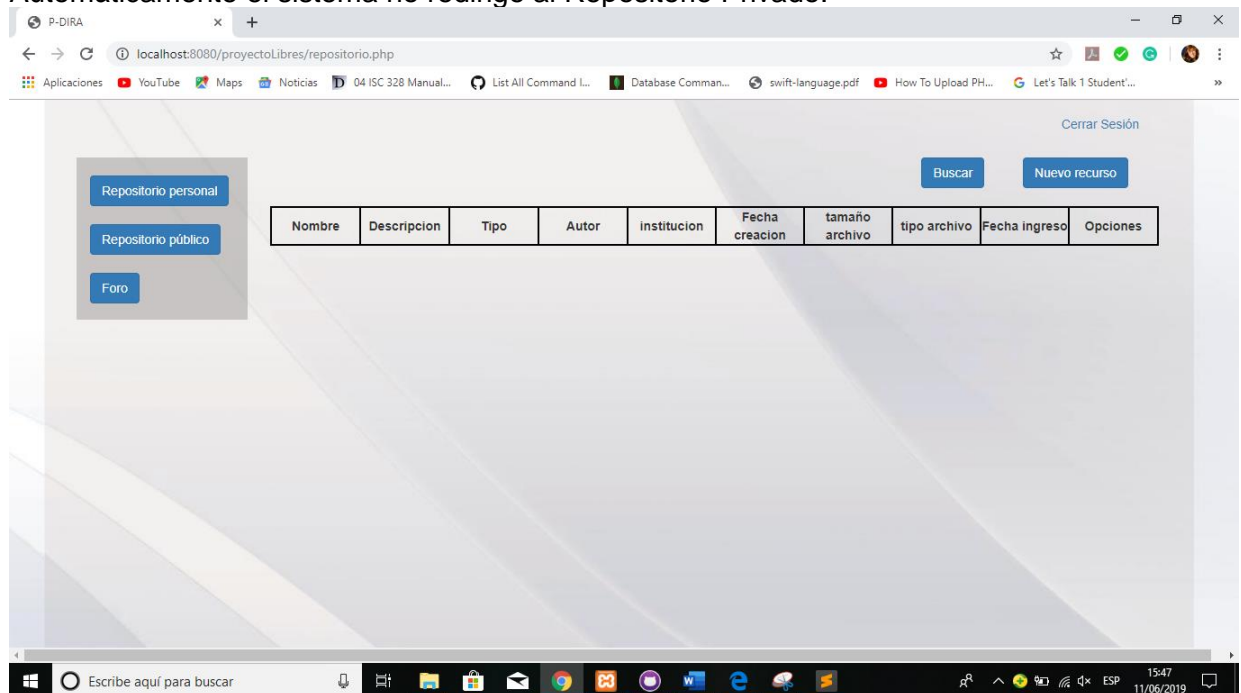 Automáticamente el sistema no redirige al Repositorio Privado.
P-DIRA
localhost:8080/proyectoLibres/repositorio.php
Aplicaciones YouTube Maps Noticias 04 ISC 328 Manual... List All Command l... Database Comman... swift-language.pdf How To Upload PH... Let's Talk 1 Student'...
Cerrar Sesión
Buscar Nuevo recurso
Repositorio personal
Repositorio público
Foro
Nombre Descripcion Tipo Autor institucion Fecha creacion tamaño archivo tipo archivo Fecha ingreso Opciones
Escribe aquí para buscar
ESP
15:47
11/06/2019